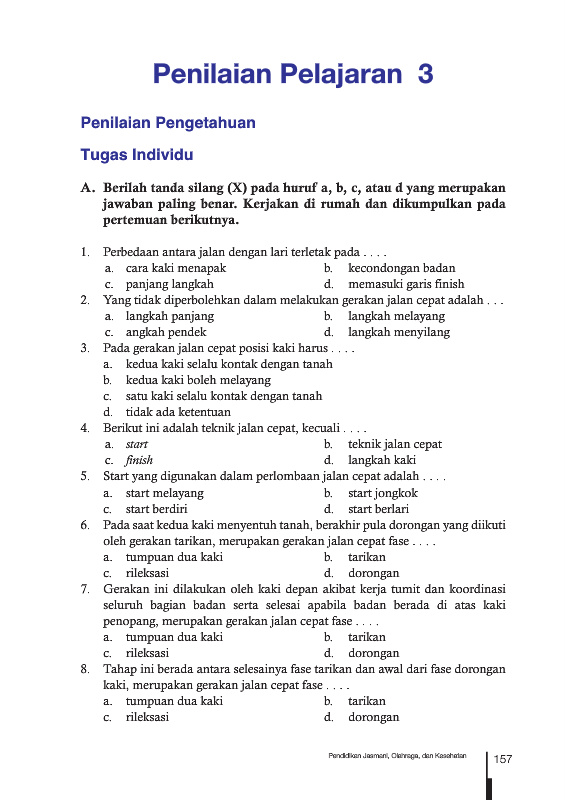 Penilaian Pelajaran 3
Penilaian Pengetahuan
Tugas Individu
A. Berilah tanda silang (X) pada huruf a, b, c, atau d yang merupakan
jawaban paling benar. Kerjakan di rumah dan dikumpulkan pada
pertemuan berikutnya.
1. Perbedaan antara jalan dengan lari terletak pada . . . .
a. cara kaki menapak b. kecondongan badan
c. panjang langkah d. memasuki garis finish
2. Yang tidak diperbolehkan dalam melakukan gerakan jalan cepat adalah . . .
a. langkah panjang b. langkah melayang
c. angkah pendek d. langkah menyilang
3. Pada gerakan jalan cepat posisi kaki harus . . . .
a. kedua kaki selalu kontak dengan tanah
b. kedua kaki boleh melayang
c. satu kaki selalu kontak dengan tanah
d. tidak ada ketentuan
4. Berikut ini adalah teknik jalan cepat, kecuali . . . .
a. start b. teknik jalan cepat
c. finish d. langkah kaki
5. Start yang digunakan dalam perlombaan jalan cepat adalah . . . .
a. start melayang b. start jongkok
c. start berdiri d. start berlari
6. Pada saat kedua kaki menyentuh tanah, berakhir pula dorongan yang diikuti
oleh gerakan tarikan, merupakan gerakan jalan cepat fase . . . .
a. tumpuan dua kaki b. tarikan
c. rileksasi d. dorongan
7. Gerakan ini dilakukan oleh kaki depan akibat kerja tumit dan koordinasi
seluruh bagian badan serta selesai apabila badan berada di atas kaki
penopang, merupakan gerakan jalan cepat fase . . . .
a. tumpuan dua kaki b. tarikan
c. rileksasi d. dorongan
8. Tahap ini berada antara selesainya fase tarikan dan awal dari fase dorongan
kaki, merupakan gerakan jalan cepat fase . . . .
a. tumpuan dua kaki b. tarikan
c. rileksasi d. dorongan
Pendidikan Jasmani, Olahraga, dan Kesehatan 157